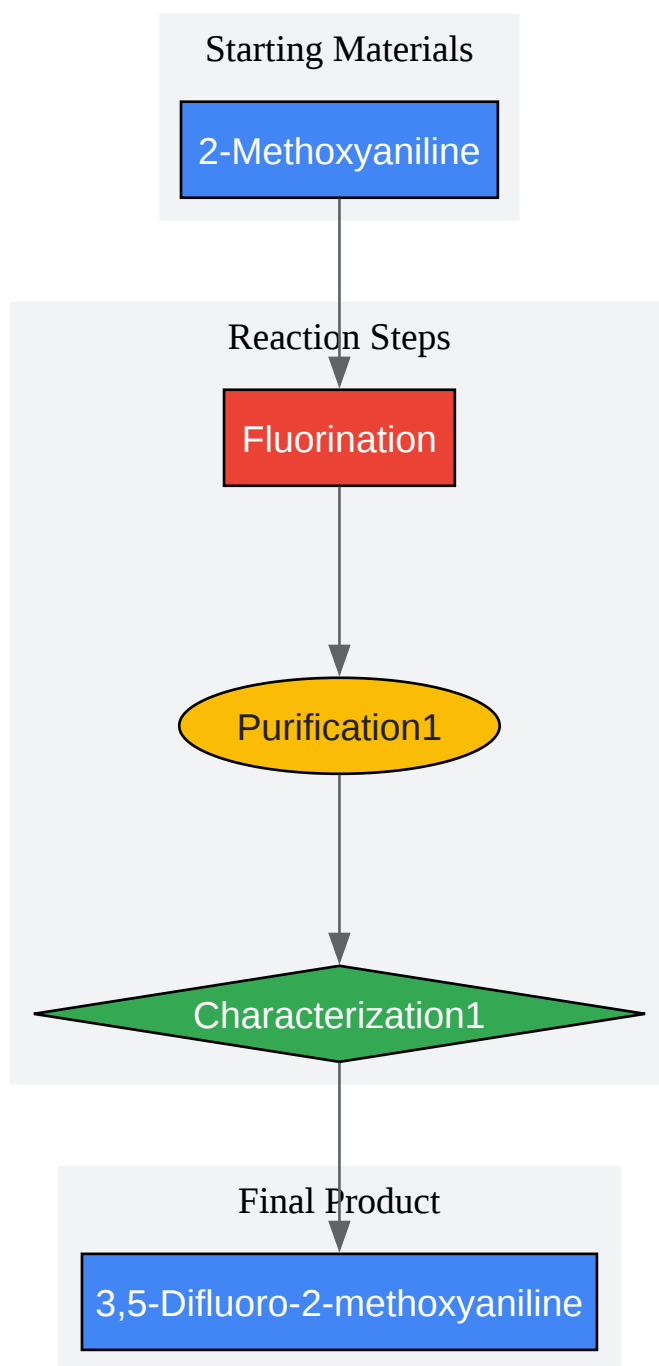 Starting Materials
2-Methoxyaniline
Reaction Steps
Fluorination
Purification1
Characterization1
Final Product
3,5-Difluoro-2-methoxyaniline